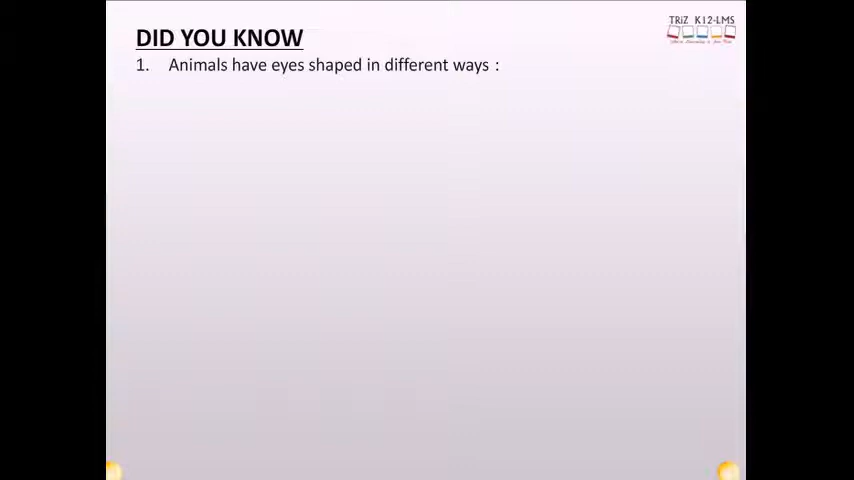 DID YOU KNOW
TRiZ K12-LMS
1. Animals have eyes shaped in different ways :